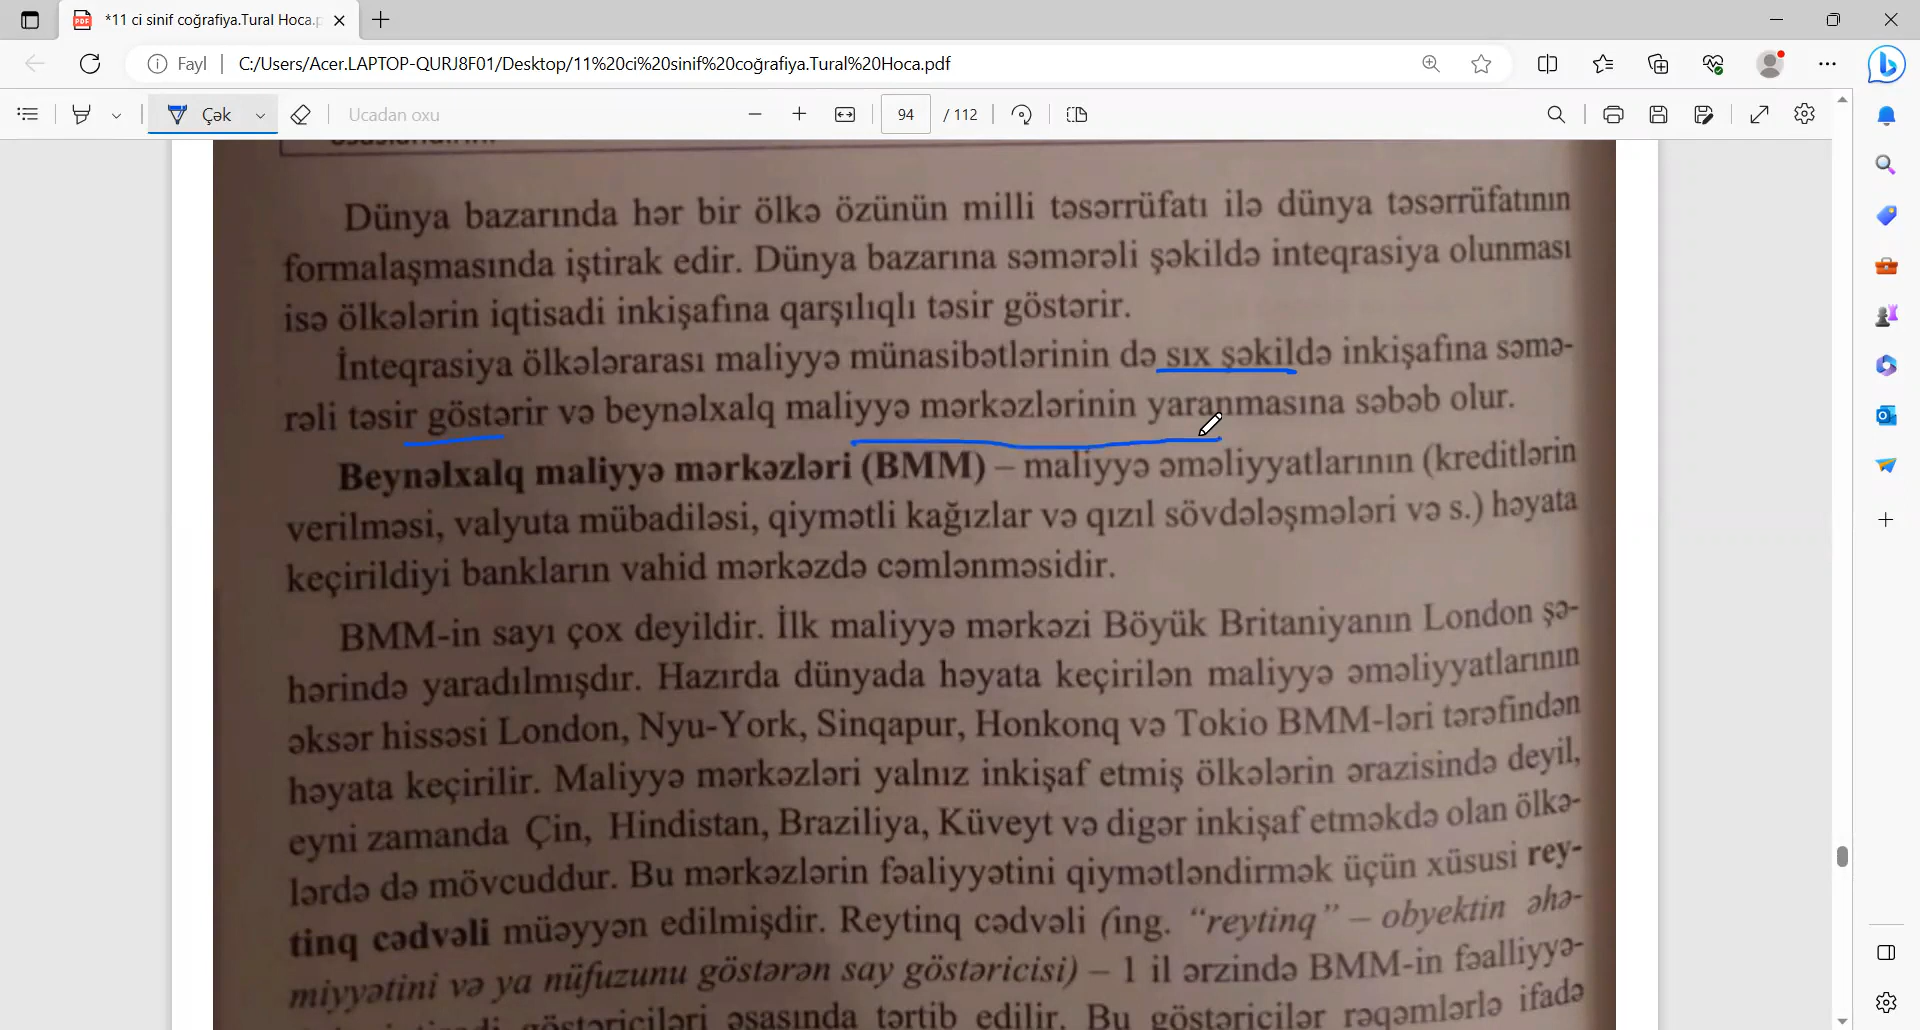 *11 ci sinif coğrafiya.Tural Hoca.p
Fayl
C:/Users/Acer.LAPTOP-QURJ8F01/Desktop/11%20ci%20sinif%20coğrafiya.Tural%20Hoca.pdf
Çək
Ucadan oxu
94 / 112
Dünya bazarında hər bir ölkə özünün milli təsərrüfatı ilə dünya təsərrüfatının
formalaşmasında iştirak edir. Dünya bazarına səmərəli şəkildə inteqrasiya olunması
isə ölkələrin iqtisadi inkişafına qarşılıqlı təsir göstərir.
İnteqrasiya ölkələrarası maliyyə münasibətlərinin də sıx şəkildə inkişafına səmə-
rəli təsir göstərir və beynəlxalq maliyyə mərkəzlərinin yaranmasına səbəb olur.
Beynəlxalq maliyyə mərkəzləri (BMM) – maliyyə əməliyyatlarının (kreditlərin
verilməsi, valyuta mübadiləsi, qiymətli kağızlar və qızıl sövdələşmələri və s.) həyata
keçirildiyi bankların vahid mərkəzdə cəmlənməsidir.
BMM-in sayı çox deyildir. İlk maliyyə mərkəzi Böyük Britaniyanın London şə-
hərində yaradılmışdır. Hazırda dünyada həyata keçirilən maliyyə əməliyyatlarının
əksər hissəsi London, Nyu-York, Sinqapur, Honkonq və Tokio BMM-ləri tərəfindən
həyata keçirilir. Maliyyə mərkəzləri yalnız inkişaf etmiş ölkələrin ərazisində deyil,
eyni zamanda Çin, Hindistan, Braziliya, Küveyt və digər inkişaf etməkdə olan ölkə-
lərdə də mövcuddur. Bu mərkəzlərin fəaliyyətini qiymətləndirmək üçün xüsusi rey-
tinq cədvəli müəyyən edilmişdir. Reytinq cədvəli (ing. “reytinq” – obyektin əhə-
miyyətini və ya nüfuzunu göstərən say göstəricisi) – 1 il ərzində BMM-in fəalliyyə-
göstəriciləri əsasında tərtib edilir. Bu göstəricilər rəqəmlərlə ifadə